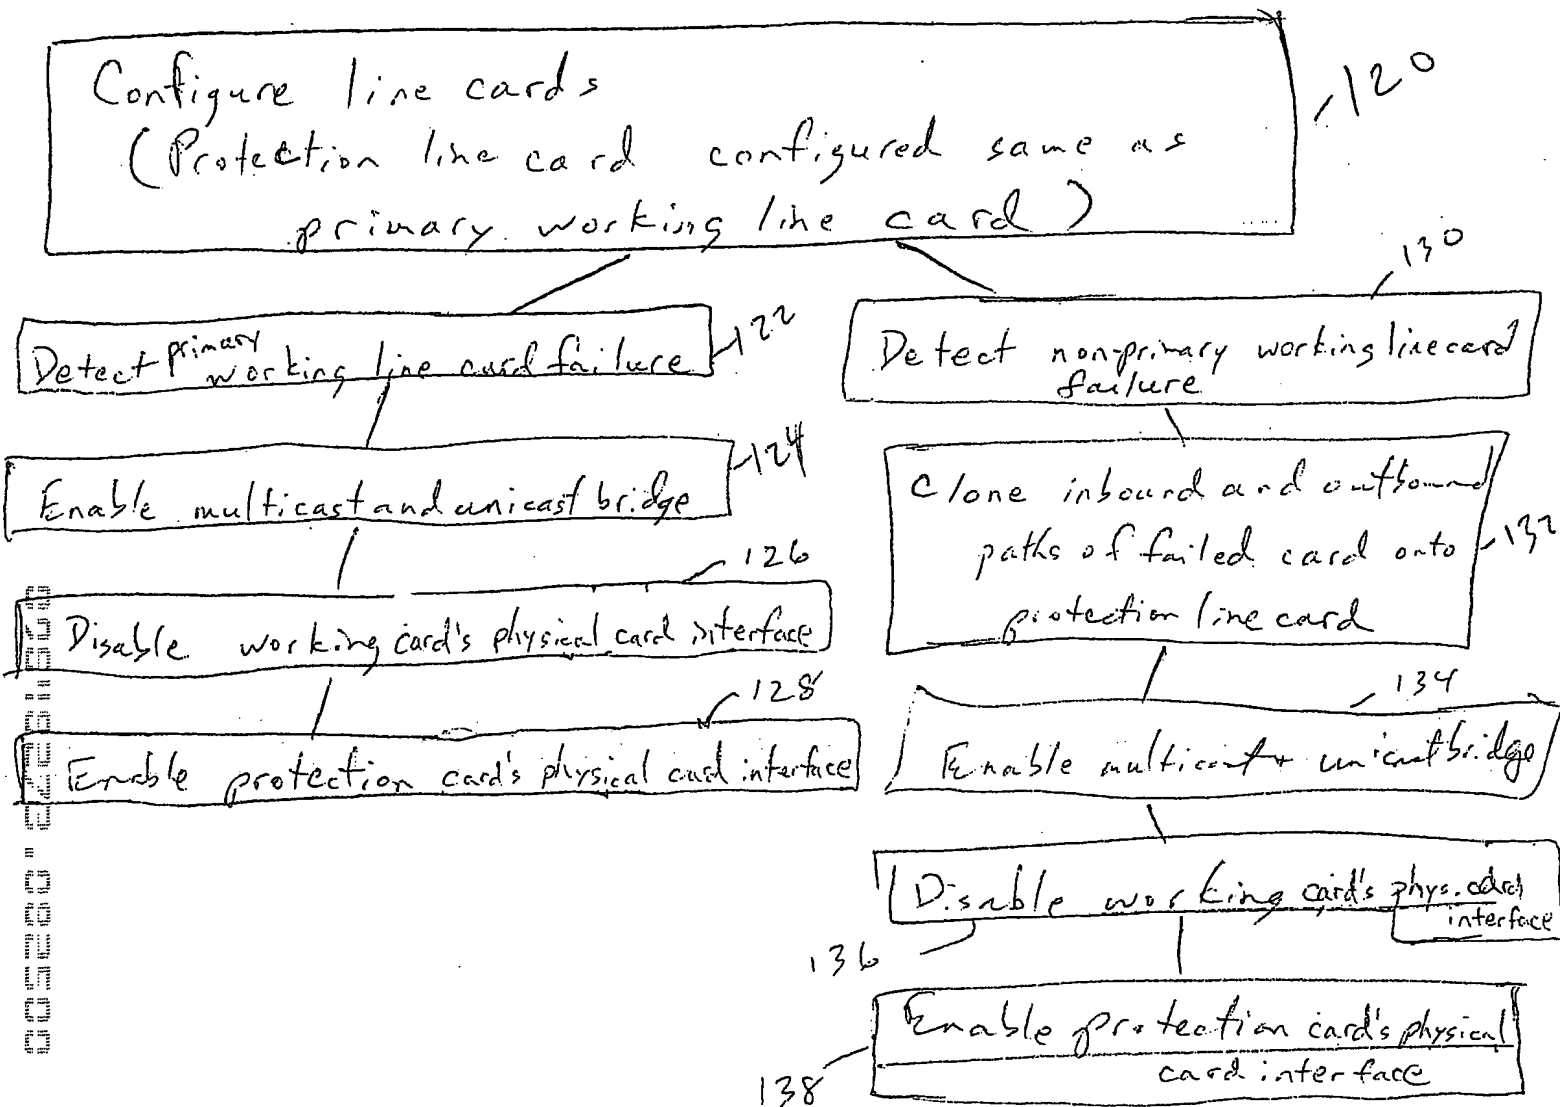 Configure line cards
(Protection line card configured same as
primary working line card)
120
Detect primary working line card failure
122
Enable multicast and unicast bridge
124
Disable working card's physical card interface
126
Enable protection card's physical card interface
128
Detect non-primary working line card
failure
130
Clone inbound and outbound
paths of failed card onto
protection line card
132
Enable multicast + unicast bridge
134
Disable working card's phys. card
interface
136
Enable protection card's physical
card interface
138